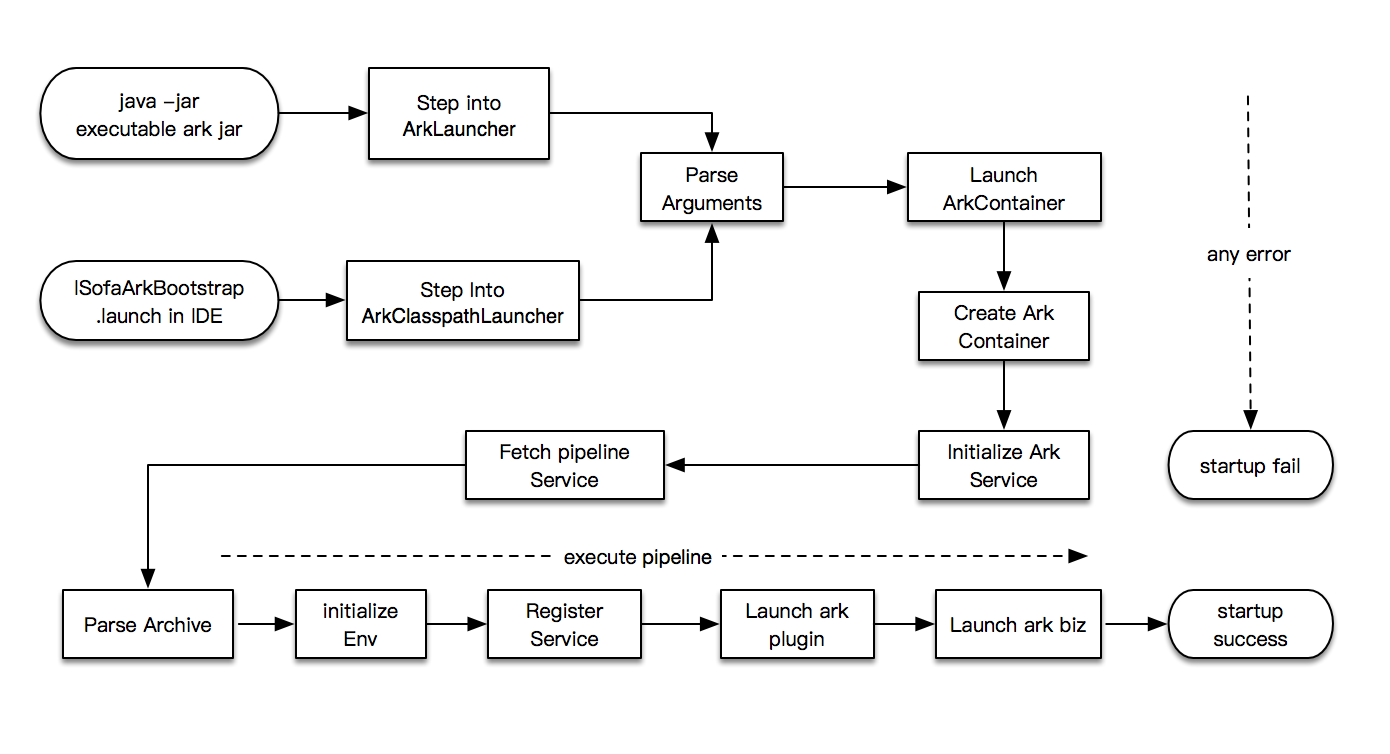 java –jar
executable ark jar
Step into
ArkLauncher
Parse
Arguments
Launch
ArkContainer
any error
ISofaArkBootstrap
.launch in IDE
Step Into
ArkClasspathLauncher
Create Ark
Container
Fetch pipeline
Service
Initialize Ark
Service
startup fail
execute pipeline
Parse Archive
initialize
Env
Register
Service
Launch ark
plugin
Launch ark biz
startup
success